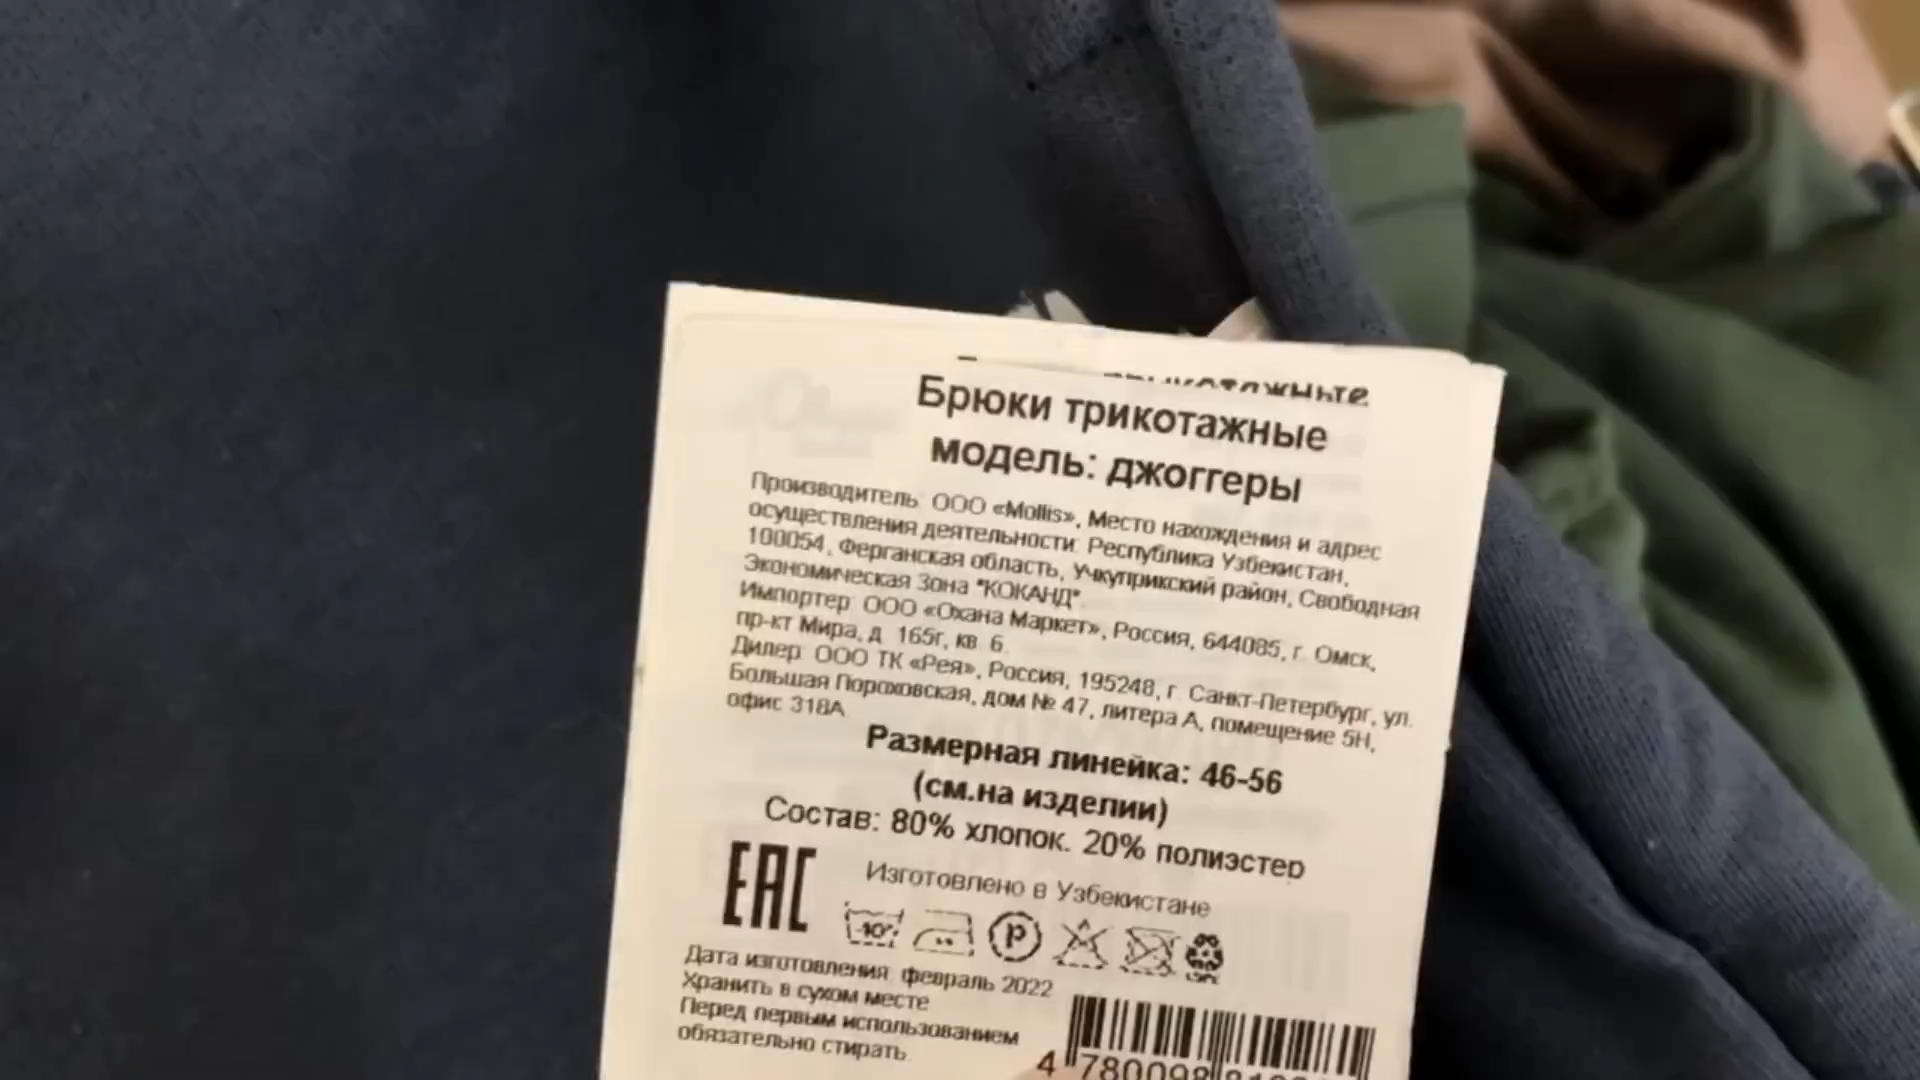 Брюки трикотажные
модель: джоггеры
Производитель: ООО «Mollis», Место нахождения и адрес
осуществления деятельности: Республика Узбекистан,
100054, Ферганская область, Учкуприкский район, Свободная
Экономическая Зона "КОКАНД".
Импортер: ООО «Охана Маркет», Россия, 644085, г. Омск,
пр-кт Мира, д. 165г, кв. 6.
Дилер: ООО ТК «Рея», Россия, 195248, г. Санкт-Петербург, ул.
Большая Пороховская, дом № 47, литера А, помещение 5Н,
офис 318А
Размерная линейка: 46-56
(см.на изделии)
Состав: 80% хлопок. 20% полиэстер
EAC
Изготовлено в Узбекистане
P
Дата изготовления: февраль 2022
Хранить в сухом месте
Перед первым использованием
обязательно стирать
4 780098